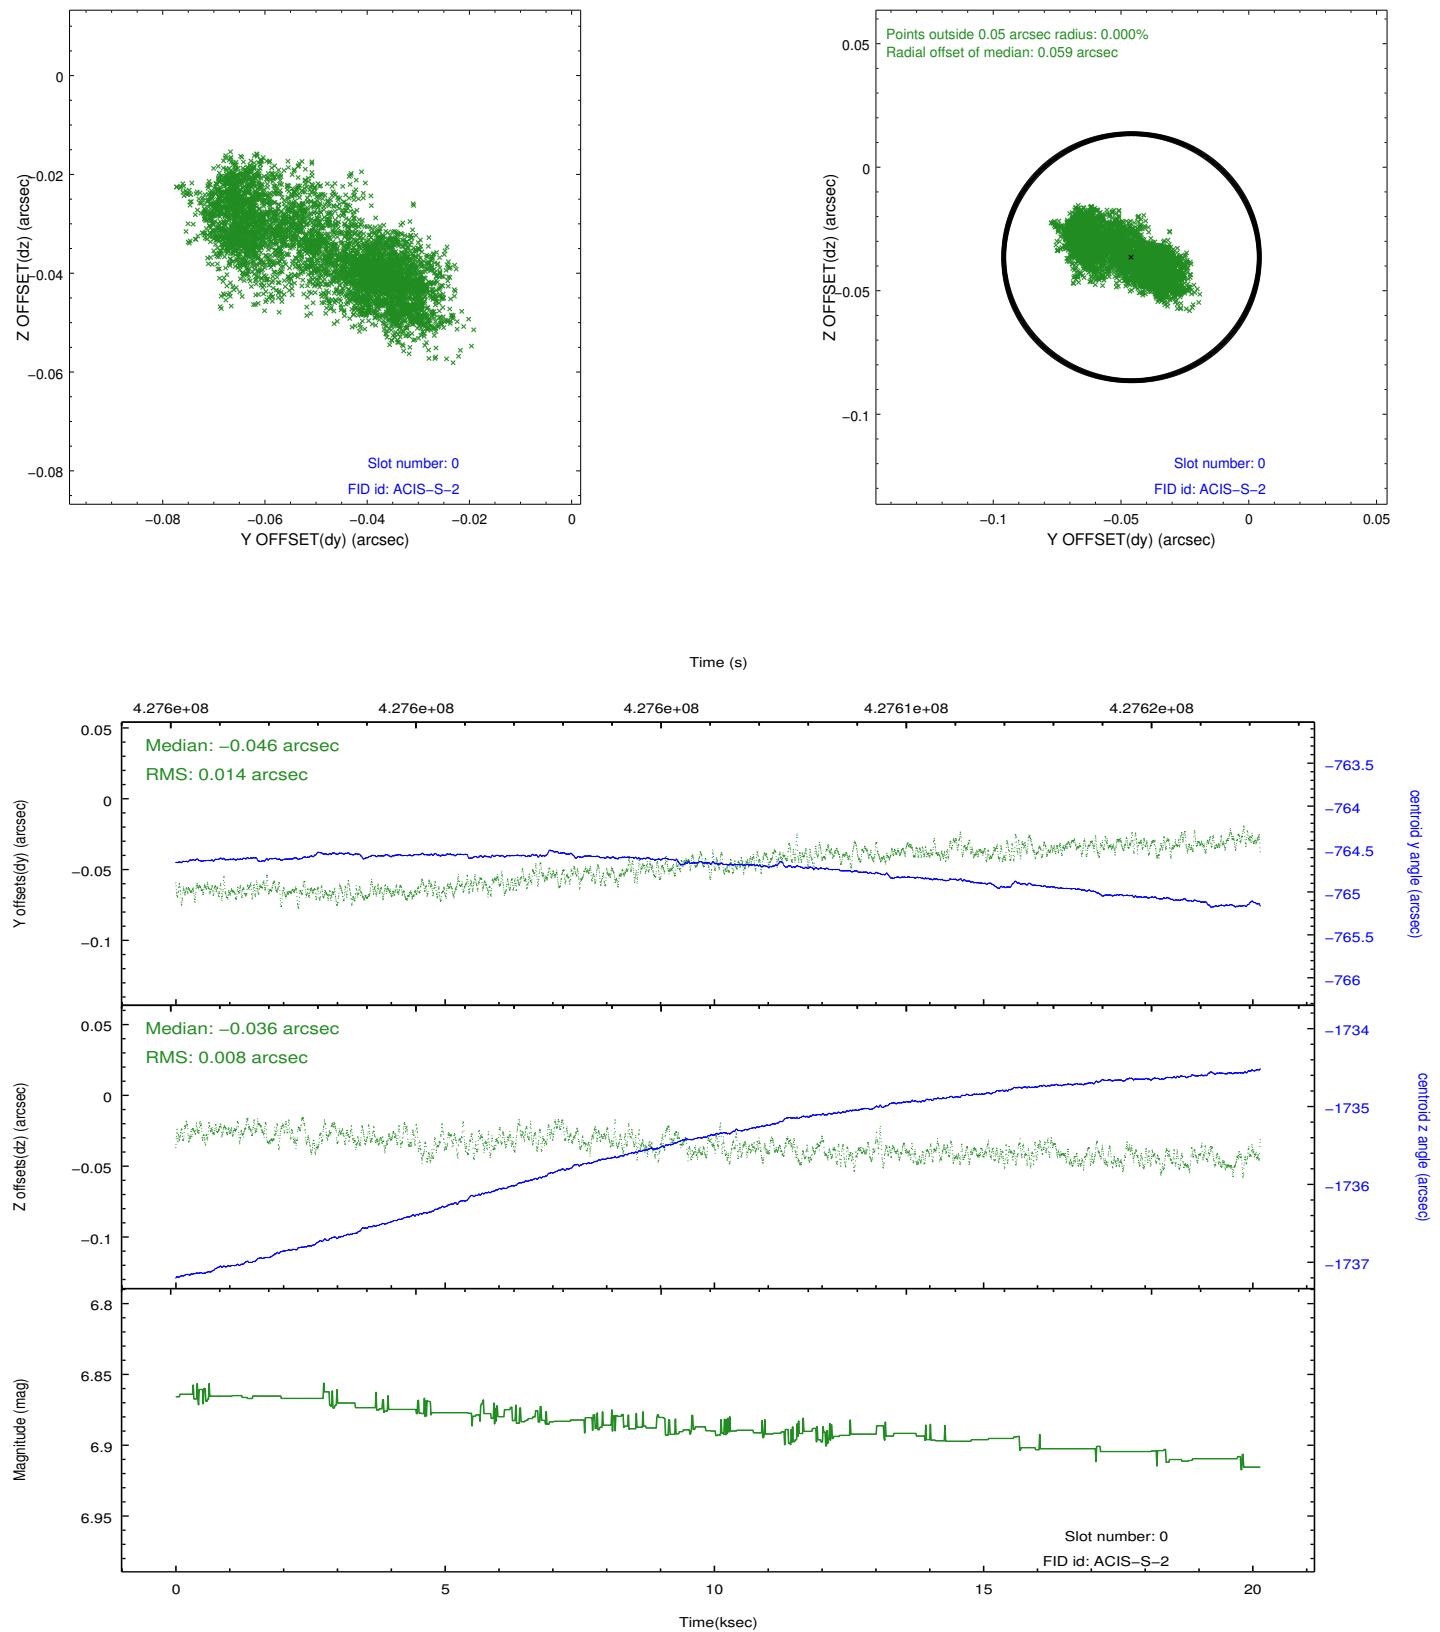 0
−0.02
−0.04
−0.06
−0.08
Z OFFSET(dz) (arcsec)
Slot number: 0
FID id: ACIS−S−2
−0.08 −0.06 −0.04 −0.02 0
Y OFFSET(dy) (arcsec)
Points outside 0.05 arcsec radius: 0.000%
Radial offset of median: 0.059 arcsec
0.05
0
−0.05
−0.1
Z OFFSET(dz) (arcsec)
Slot number: 0
FID id: ACIS−S−2
−0.1 −0.05 0 0.05
Y OFFSET(dy) (arcsec)
Time (s)
4.276e+08 4.276e+08 4.276e+08 4.2761e+08 4.2762e+08
Median: −0.046 arcsec
RMS: 0.014 arcsec
0.05
0
−0.05
−0.1
Y offsets(dy) (arcsec)
−763.5
−764
−764.5
−765
−765.5
−766
centroid y angle (arcsec)
Median: −0.036 arcsec
RMS: 0.008 arcsec
0.05
0
−0.05
−0.1
Z offsets(dz) (arcsec)
−1734
−1735
−1736
−1737
centroid z angle (arcsec)
6.8
6.85
6.9
6.95
Magnitude (mag)
Slot number: 0
FID id: ACIS−S−2
0 5 10 15 20
Time(ksec)